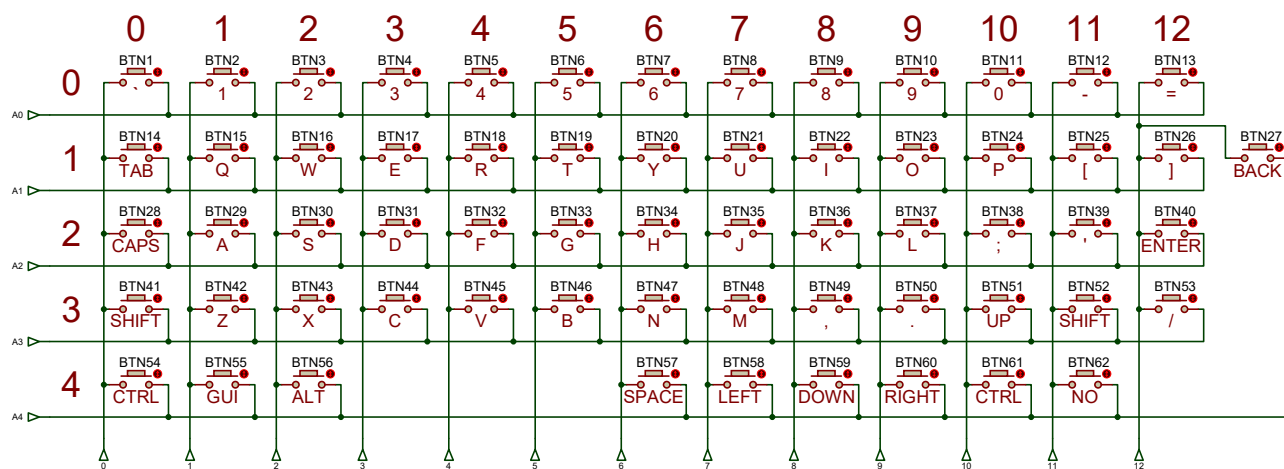 0 1 2 3 4 5 6 7 8 9 10 11 12
BTN1 BTN2 BTN3 BTN4 BTN5 BTN6 BTN7 BTN8 BTN9 BTN10 BTN11 BTN12 BTN13
0 ` 1 2 3 4 5 6 7 8 9 0 - =
A0
BTN14 BTN15 BTN16 BTN17 BTN18 BTN19 BTN20 BTN21 BTN22 BTN23 BTN24 BTN25 BTN26 BTN27
1 TAB Q W E R T Y U I O P [ ] BACK
A1
BTN28 BTN29 BTN30 BTN31 BTN32 BTN33 BTN34 BTN35 BTN36 BTN37 BTN38 BTN39 BTN40
2 CAPS A S D F G H J K L ; ' ENTER
A2
BTN41 BTN42 BTN43 BTN44 BTN45 BTN46 BTN47 BTN48 BTN49 BTN50 BTN51 BTN52 BTN53
3 SHIFT Z X C V B N M , . UP SHIFT /
A3
BTN54 BTN55 BTN56 BTN57 BTN58 BTN59 BTN60 BTN61 BTN62
4 CTRL GUI ALT SPACE LEFT DOWN RIGHT CTRL NO
A4
0 1 2 3 4 5 6 7 8 9 10 11 12